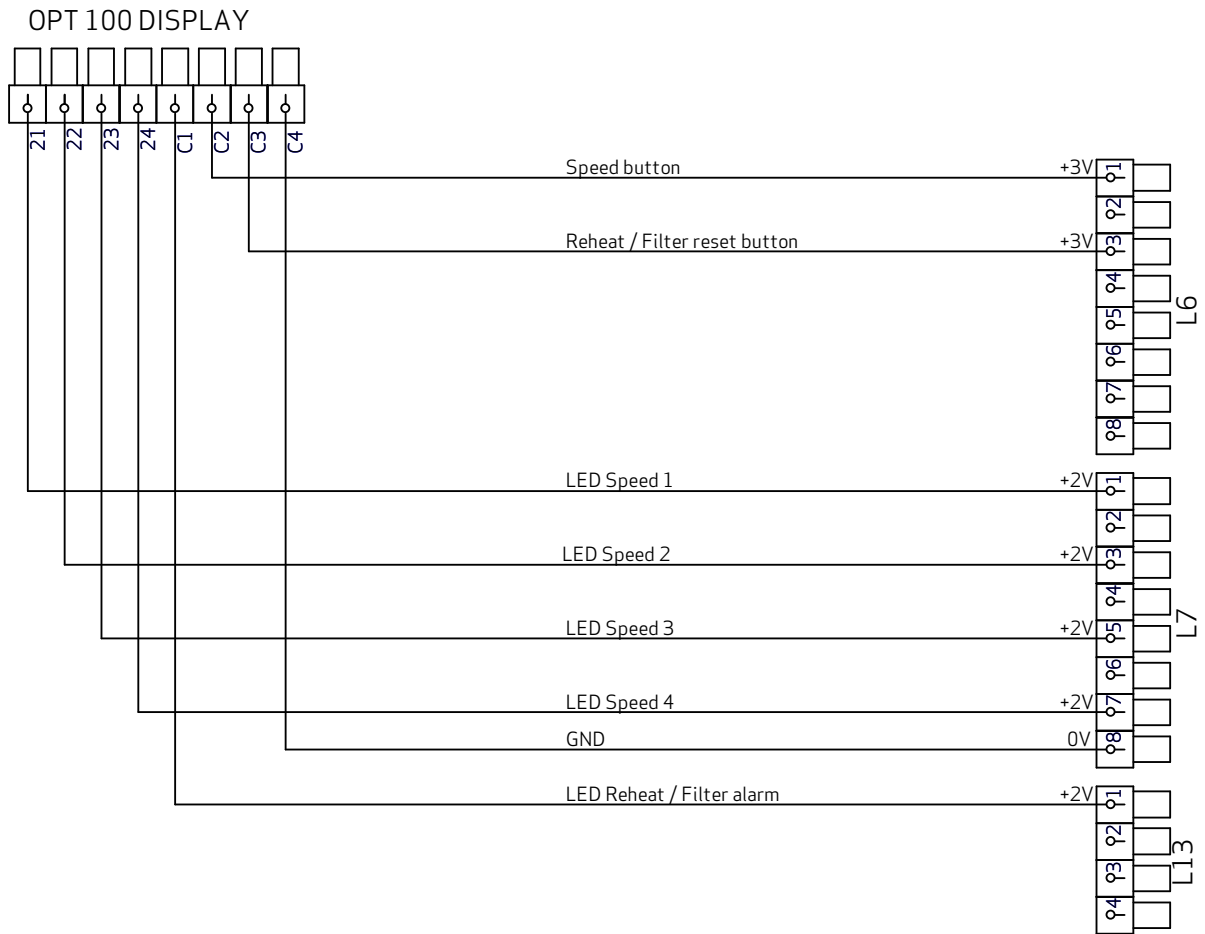 OPT 100 DISPLAY
21 22 23 24 C1 C2 C3 C4
Speed button +3V 1
2
Reheat / Filter reset button +3V 3
4
5
L6
6
7
8
LED Speed 1 +2V 1
2
LED Speed 2 +2V 3
4
LED Speed 3 +2V 5
L7
6
LED Speed 4 +2V 7
GND 0V 8
LED Reheat / Filter alarm +2V 1
2
L13
3
4